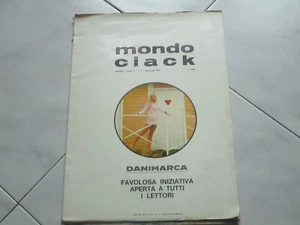 mondo
ciack
DANIMARCA
FAVOLOSA INIZIATIVA
APERTA A TUTTI
I LETTORI